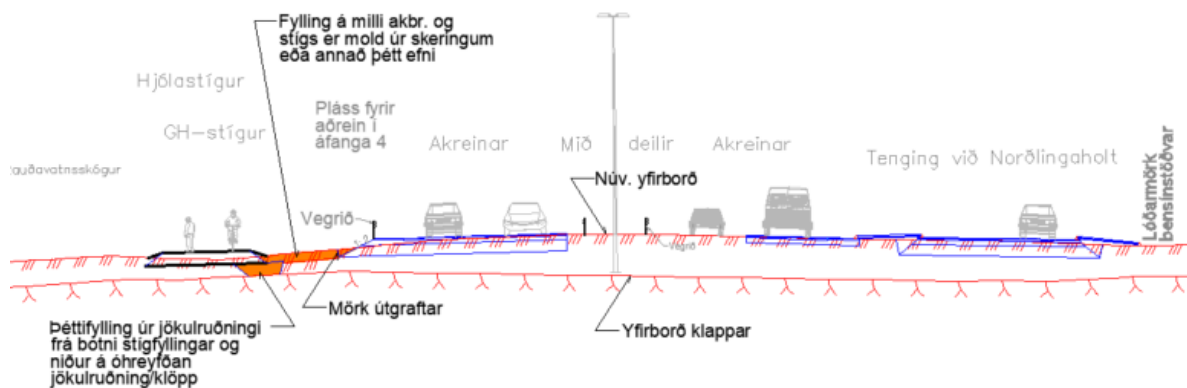 Fylling á milli akbr. og
stígs er mold úr skeringum
eða annað þétt efni
Hjólastígur
GH-stígur
Pláss fyrir
aðrein í
áfanga 4
Akreinar
Mið deilir
Akreinar
Tenging við Norðlingaholt
Lóðarmörk
bensínstöðvar
auðavatnsskógur
Núv. yfirborð
Vegrið
Vegrið
Mörk útgraftar
Yfirborð klappar
Þéttifylling úr jökulruðningi
frá botni stígfyllingar og
niður á óhreyfðan
jökulruðning/klöpp